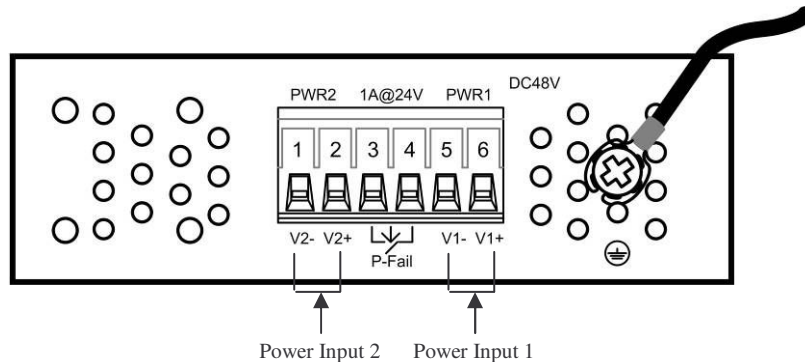 PWR2 1A@24V PWR1 DC48V
1 2 3 4 5 6
V2- V2+ V1- V1+
P-Fail
Power Input 2 Power Input 1